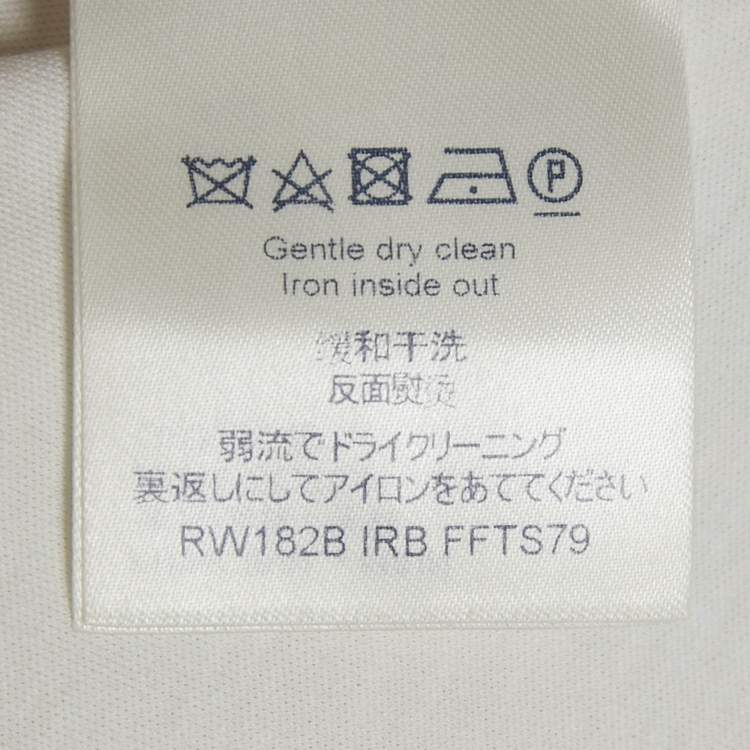 P
Gentle dry clean
Iron inside out
缓和干洗
反面熨烫
弱流でドライクリーニング
裏返しにしてアイロンをあててください
RW182B IRB FFTS79